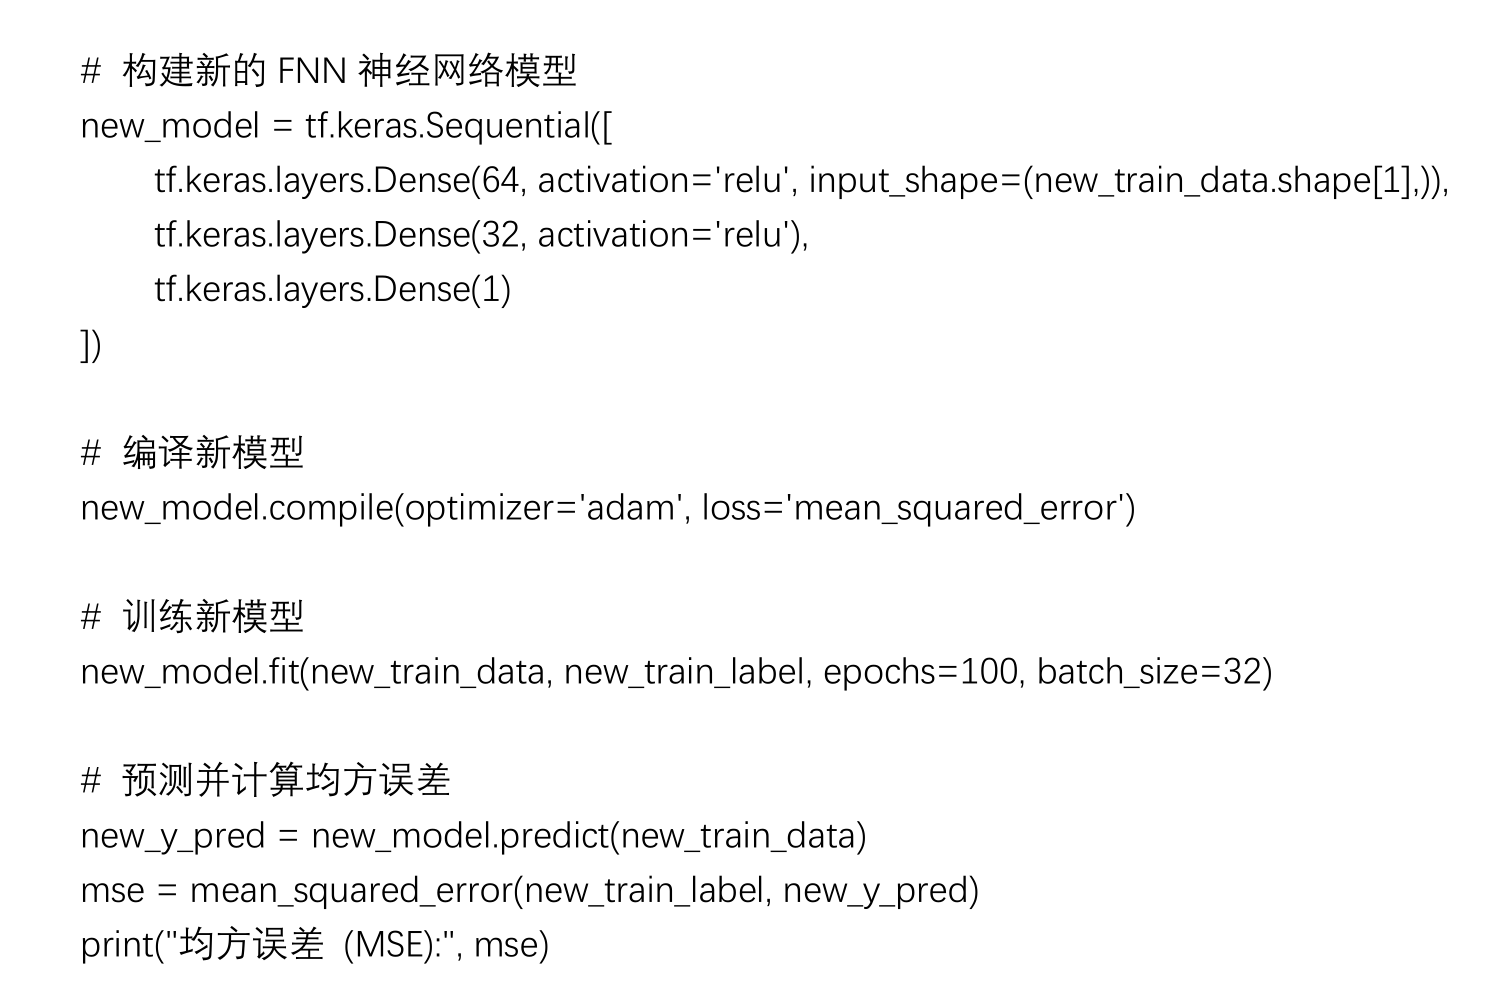 # 构建新的 FNN 神经网络模型
new_model = tf.keras.Sequential([
    tf.keras.layers.Dense(64, activation='relu', input_shape=(new_train_data.shape[1],)),
    tf.keras.layers.Dense(32, activation='relu'),
    tf.keras.layers.Dense(1)
])
# 编译新模型
new_model.compile(optimizer='adam', loss='mean_squared_error')
# 训练新模型
new_model.fit(new_train_data, new_train_label, epochs=100, batch_size=32)
# 预测并计算均方误差
new_y_pred = new_model.predict(new_train_data)
mse = mean_squared_error(new_train_label, new_y_pred)
print("均方误差 (MSE):", mse)